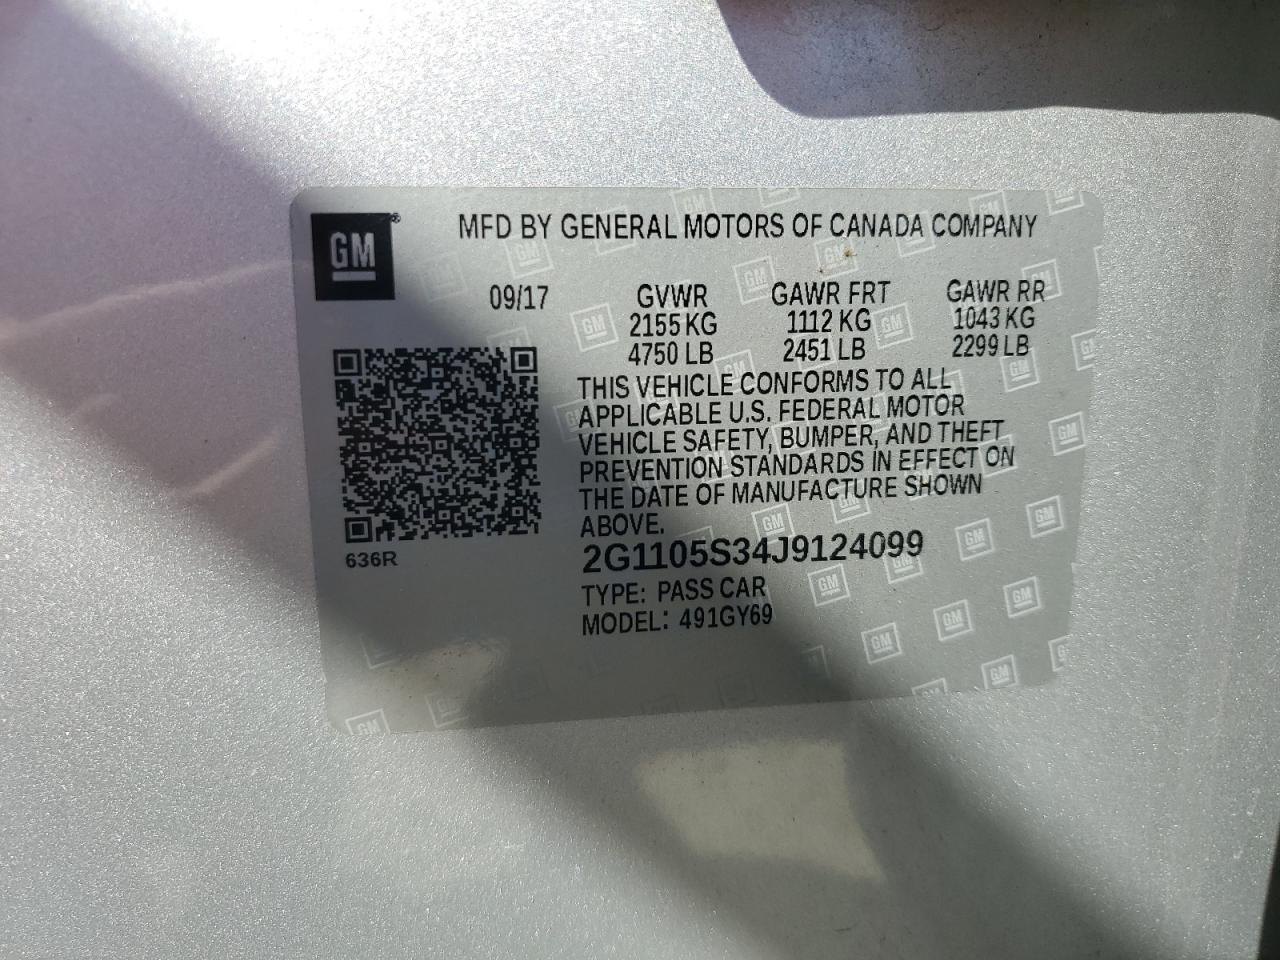 GM ®
MFD BY GENERAL MOTORS OF CANADA COMPANY
09/17 GVWR GAWR FRT GAWR RR
2155 KG 1112 KG 1043 KG
4750 LB 2451 LB 2299 LB
THIS VEHICLE CONFORMS TO ALL
APPLICABLE U.S. FEDERAL MOTOR
VEHICLE SAFETY, BUMPER, AND THEFT
PREVENTION STANDARDS IN EFFECT ON
THE DATE OF MANUFACTURE SHOWN
ABOVE.
636R
2G1105S34J9124099
TYPE: PASS CAR
MODEL: 491GY69